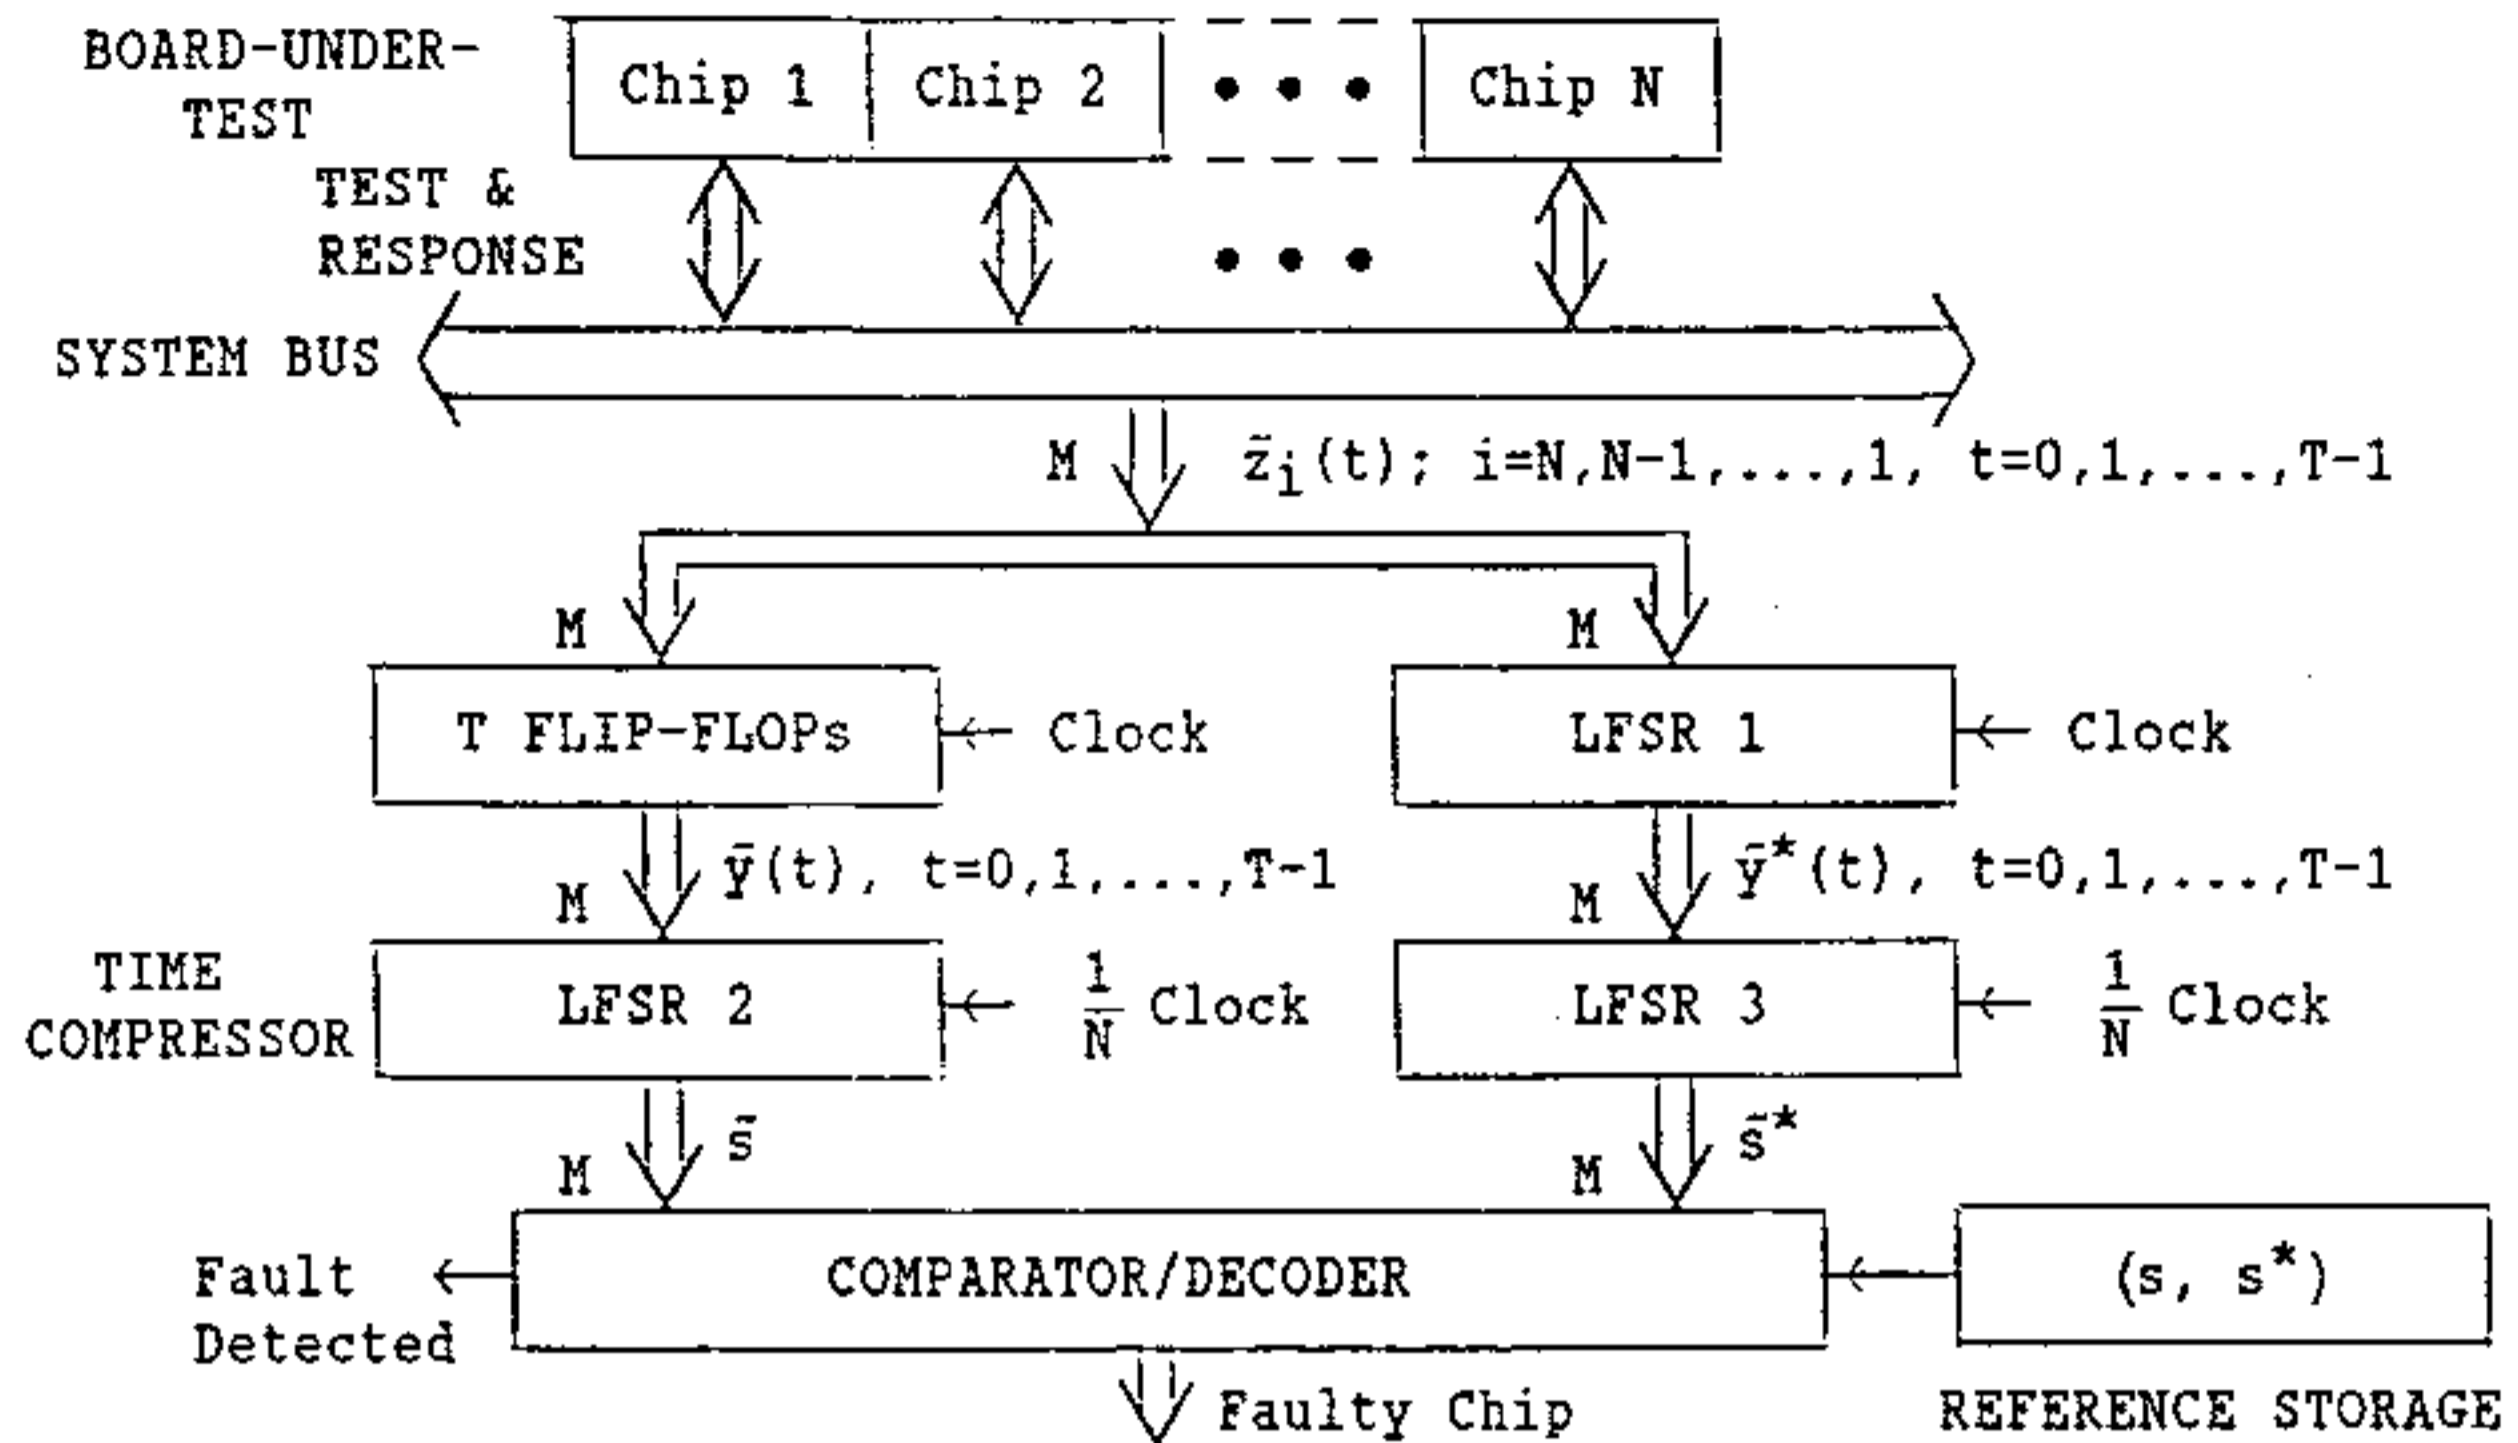 BOARD-UNDER-
TEST
Chip 1
Chip 2
• • •
Chip N
TEST &
RESPONSE
• • •
SYSTEM BUS
M
z̃i(t); i=N,N-1,...,1, t=0,1,...,T-1
M
M
T FLIP-FLOPs
Clock
LFSR 1
Clock
M
ỹ(t), t=0,1,...,T-1
M
ỹ*(t), t=0,1,...,T-1
TIME
COMPRESSOR
LFSR 2
1/N Clock
LFSR 3
1/N Clock
M
s̃
M
s̃*
Fault
Detected
COMPARATOR/DECODER
(s, s*)
Faulty Chip
REFERENCE STORAGE